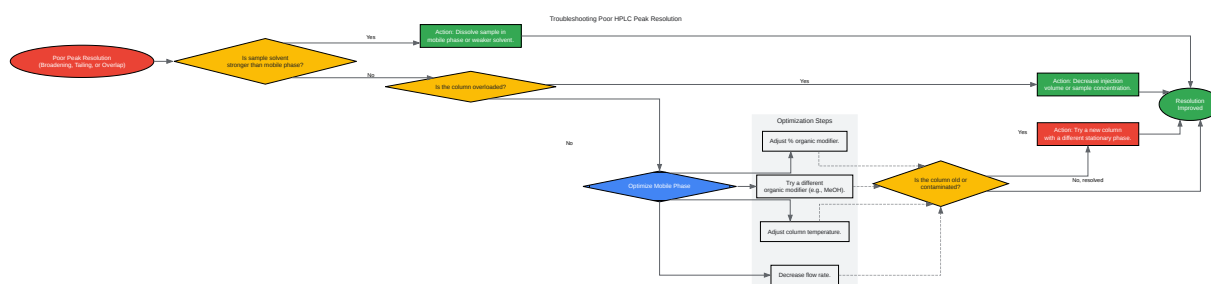 Troubleshooting Poor HPLC Peak Resolution
Poor Peak Resolution
(Broadening, Tailing, or Overlap)
Is sample solvent
stronger than mobile phase?
Yes
Action: Dissolve sample in
mobile phase or weaker solvent.
No
Is the column overloaded?
Yes
Action: Decrease injection
volume or sample concentration.
Resolution
Improved
No
Optimize Mobile Phase
Optimization Steps
Adjust % organic modifier.
Try a different
organic modifier (e.g., MeOH).
Adjust column temperature.
Decrease flow rate.
Is the column old or
contaminated?
Yes
Action: Try a new column
with a different stationary phase.
No, resolved